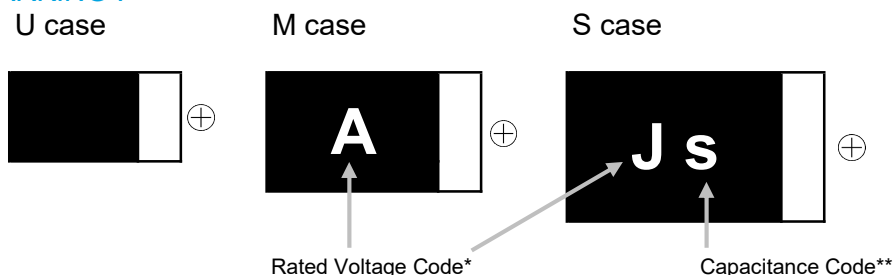 U case
M case
S case
A
J s
Rated Voltage Code*
Capacitance Code**